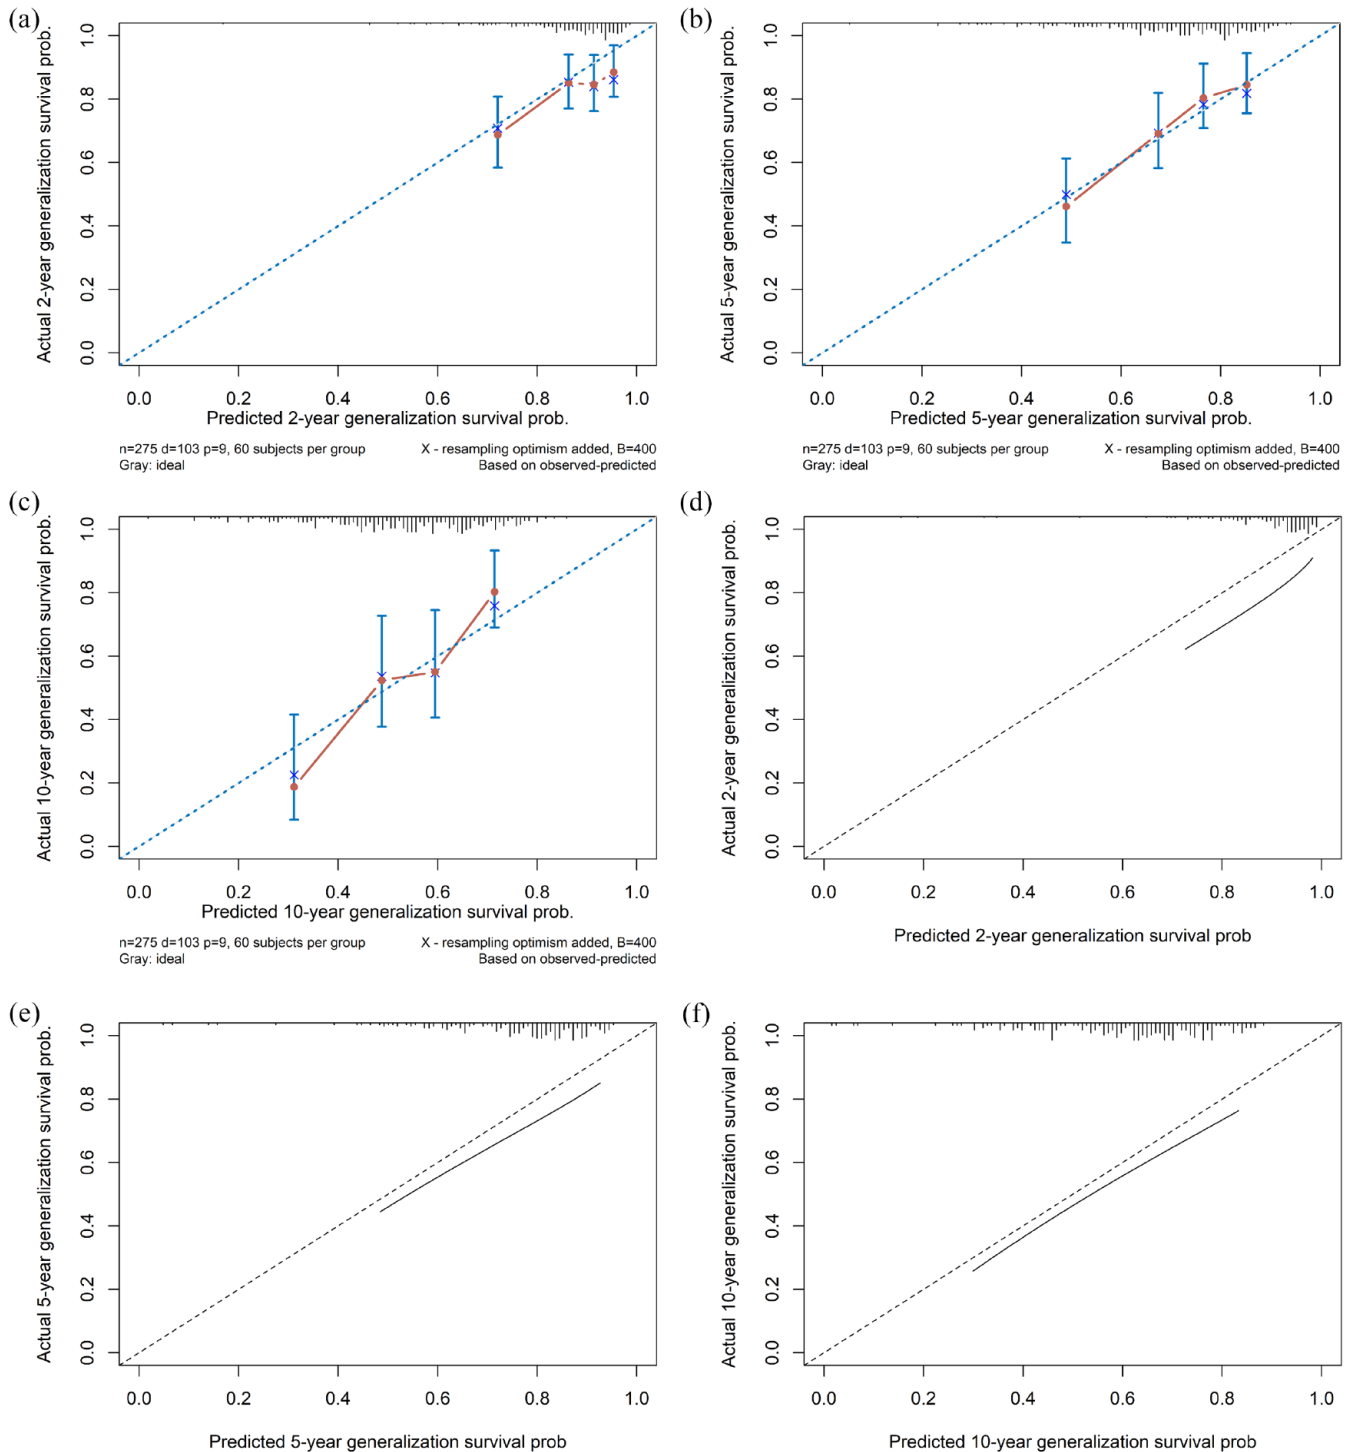 (a)
Actual 2-year generalization survival prob.
1.0
0.8
0.6
0.4
0.2
0.0
0.0 0.2 0.4 0.6 0.8 1.0
Predicted 2-year generalization survival prob.
n=275 d=103 p=9, 60 subjects per group X - resampling optimism added, B=400
Gray: ideal Based on observed-predicted
(b)
Actual 5-year generalization survival prob.
1.0
0.8
0.6
0.4
0.2
0.0
0.0 0.2 0.4 0.6 0.8 1.0
Predicted 5-year generalization survival prob.
n=275 d=103 p=9, 60 subjects per group X - resampling optimism added, B=400
Gray: ideal Based on observed-predicted
(c)
Actual 10-year generalization survival prob.
1.0
0.8
0.6
0.4
0.2
0.0
0.0 0.2 0.4 0.6 0.8 1.0
Predicted 10-year generalization survival prob.
n=275 d=103 p=9, 60 subjects per group X - resampling optimism added, B=400
Gray: ideal Based on observed-predicted
(d)
Actual 2-year generalization survival prob.
1.0
0.8
0.6
0.4
0.2
0.0
0.0 0.2 0.4 0.6 0.8 1.0
Predicted 2-year generalization survival prob
(e)
Actual 5-year generalization survival prob.
1.0
0.8
0.6
0.4
0.2
0.0
0.0 0.2 0.4 0.6 0.8 1.0
Predicted 5-year generalization survival prob
(f)
Actual 10-year generalization survival prob.
1.0
0.8
0.6
0.4
0.2
0.0
0.0 0.2 0.4 0.6 0.8 1.0
Predicted 10-year generalization survival prob